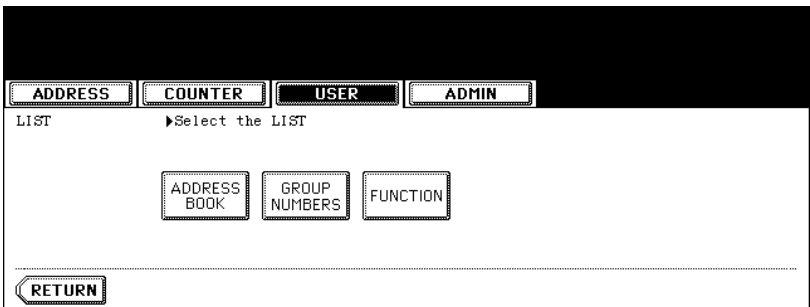 ADDRESS COUNTER USER ADMIN
LIST ▶Select the LIST
ADDRESS BOOK
GROUP NUMBERS
FUNCTION
RETURN